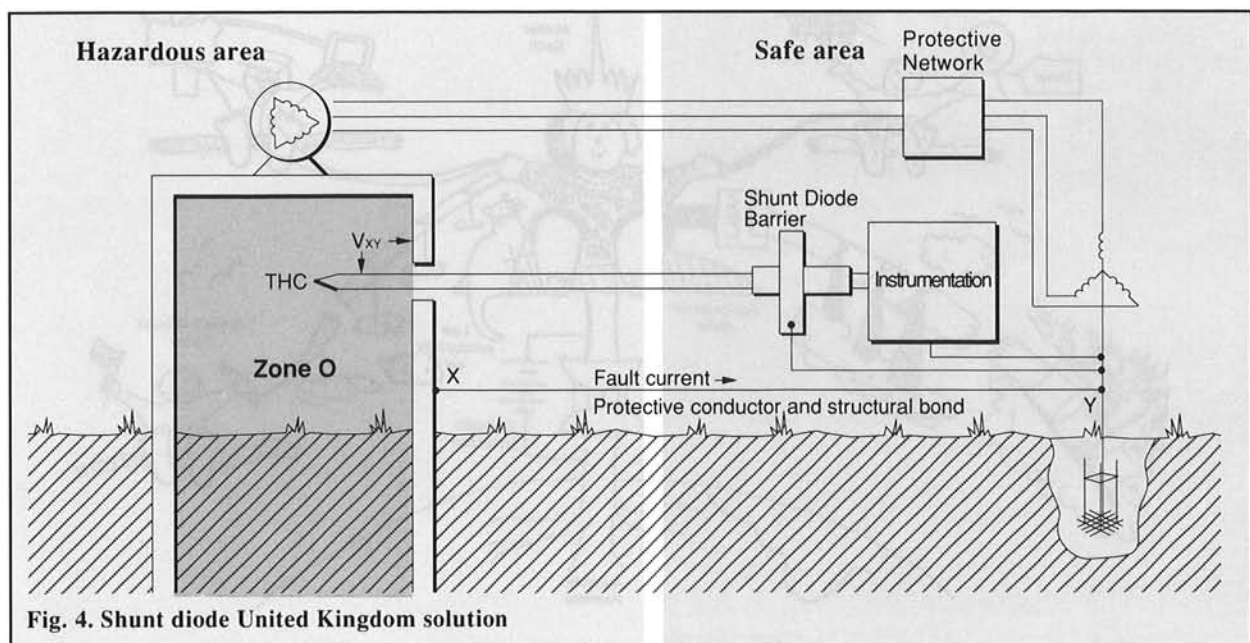 Hazardous area
Safe area
Protective
Network
Shunt Diode
Barrier
VXY
THC
Instrumentation
Zone O
X
Fault current
Protective conductor and structural bond
Y
Fig. 4. Shunt diode United Kingdom solution